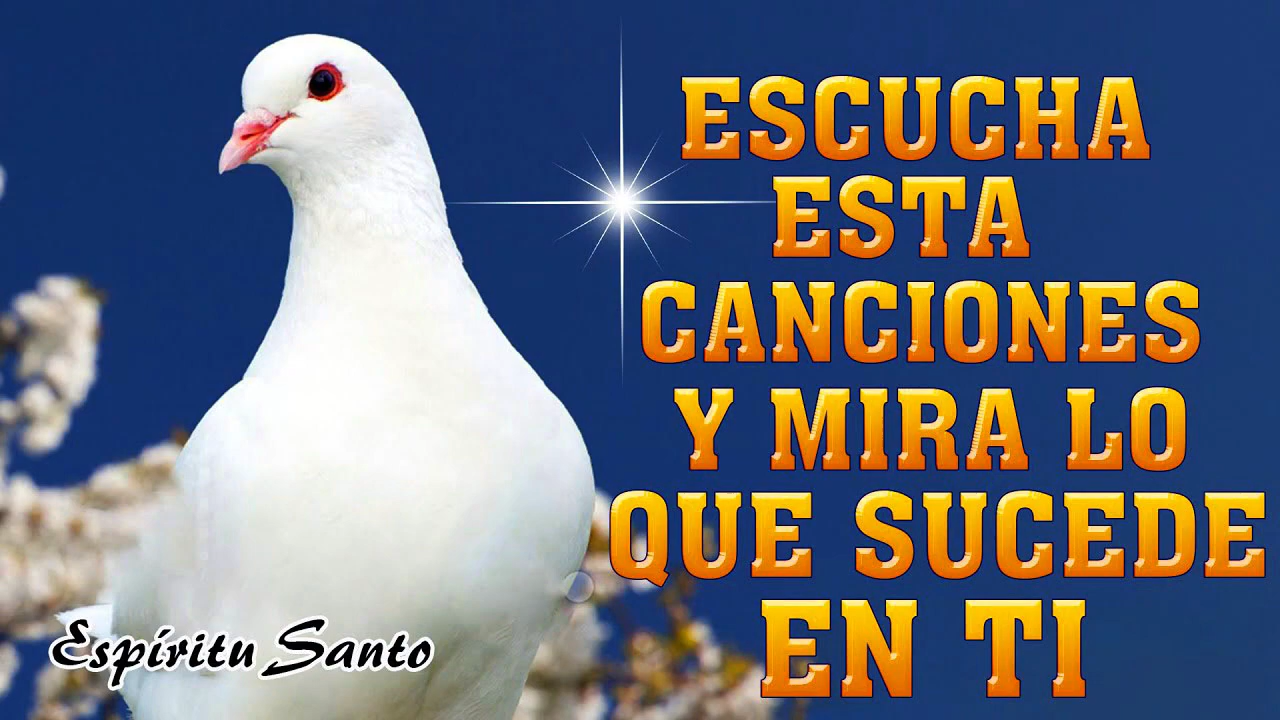 ESCUCHA
ESTA
CANCIONES
Y MIRA LO
QUE SUCEDE
EN TI
Espíritu Santo